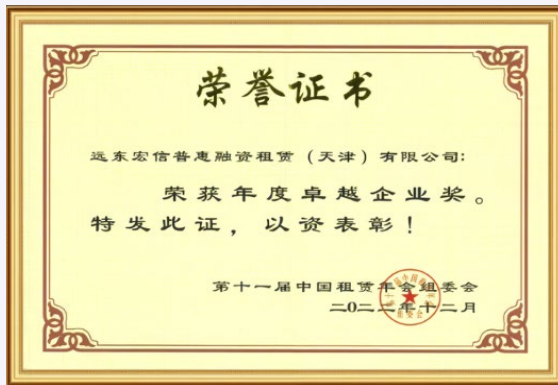 荣誉证书
远东宏信普惠融资租赁（天津）有限公司：
荣获年度卓越企业奖。
特发此证，以资表彰！
第十一届中国租赁年会组委会
二〇二二年十二月